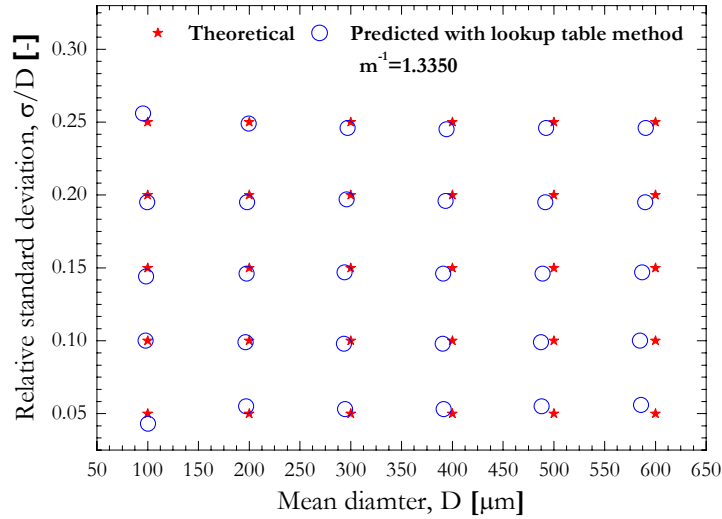 Theoretical Predicted with lookup table method
m⁻¹=1.3350
Relative standard deviation, σ/D [-]
0.30
0.25
0.20
0.15
0.10
0.05
50 100 150 200 250 300 350 400 450 500 550 600 650
Mean diamter, D [μm]